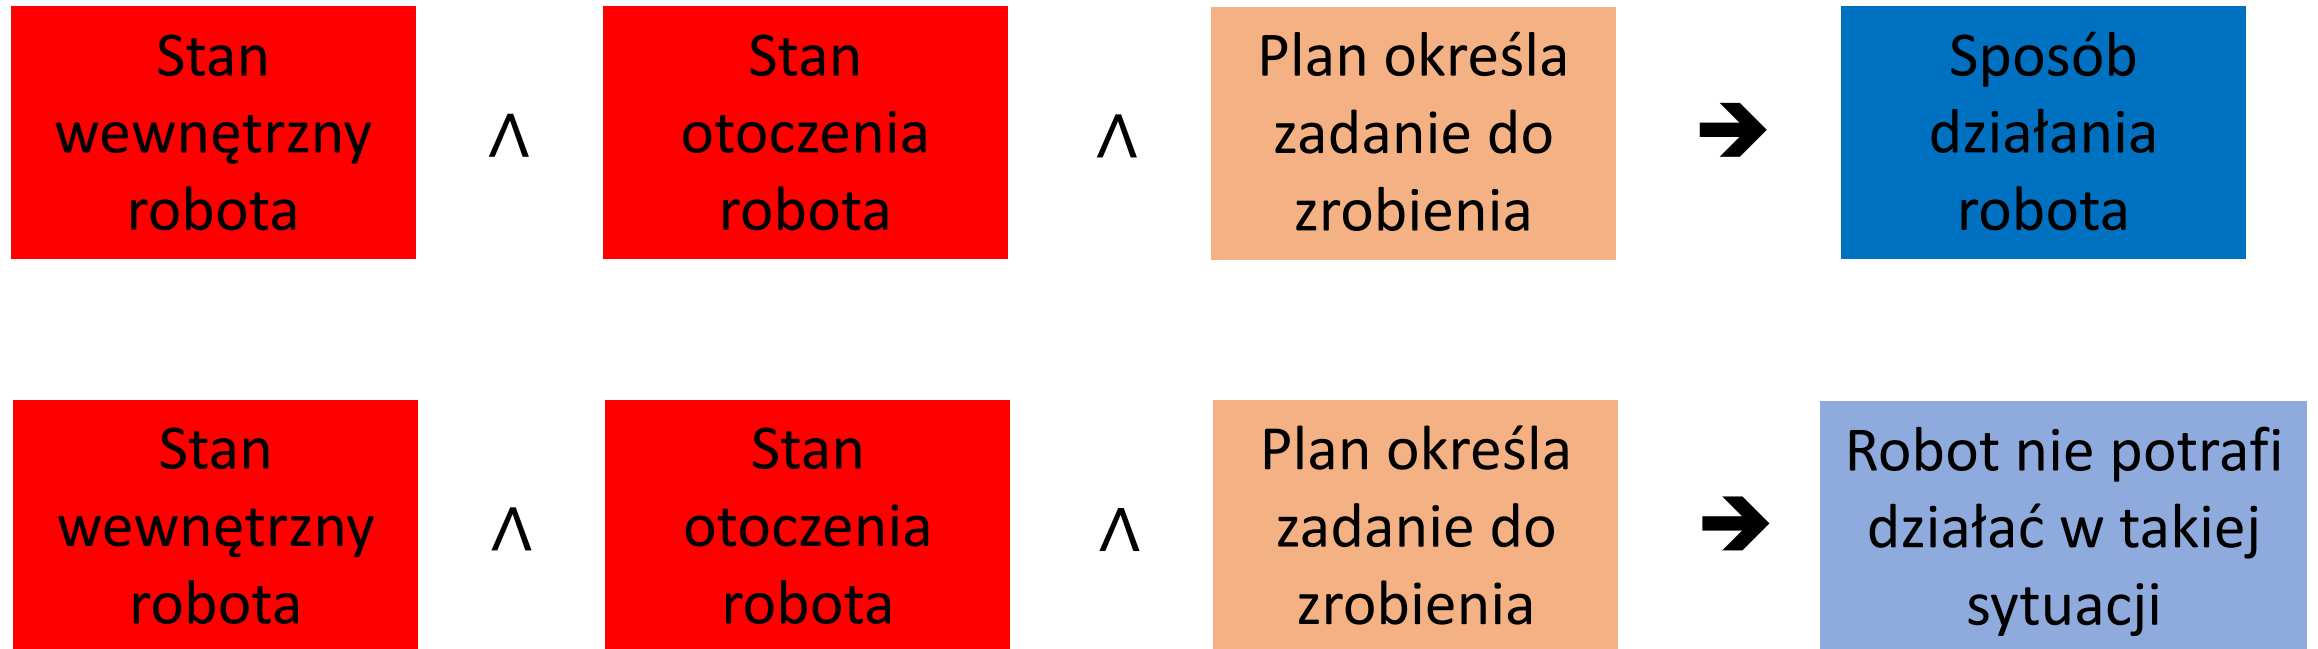 Stan
wewnętrzny
robota
∧
Stan
otoczenia
robota
∧
Plan określa
zadanie do
zrobienia
➔
Sposób
działania
robota
Stan
wewnętrzny
robota
∧
Stan
otoczenia
robota
∧
Plan określa
zadanie do
zrobienia
➔
Robot nie potrafi
działać w takiej
sytuacji